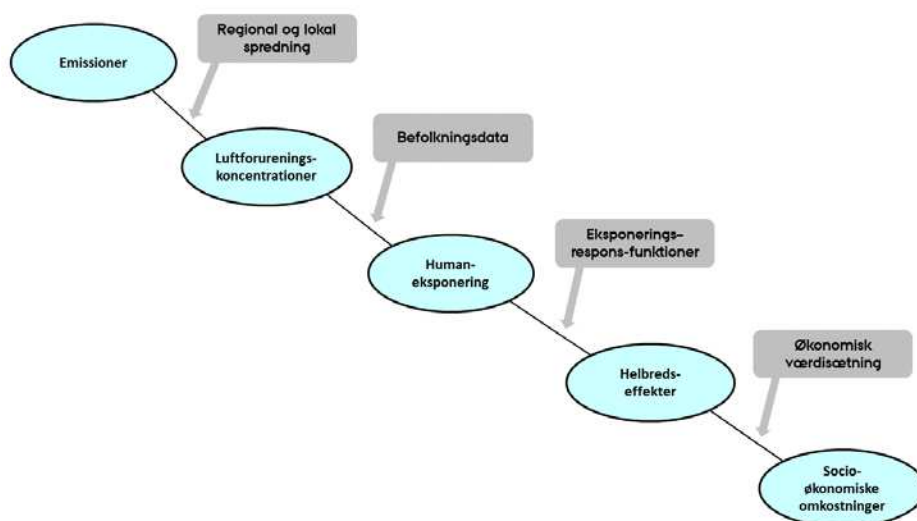 Regional og lokal
spredning
Emissioner
Befolkningsdata
Luftforurenings-
koncentrationer
Eksponerings-
respons-funktioner
Human-
eksponering
Økonomisk
værdisætning
Helbreds-
effekter
Socio-
økonomiske
omkostninger